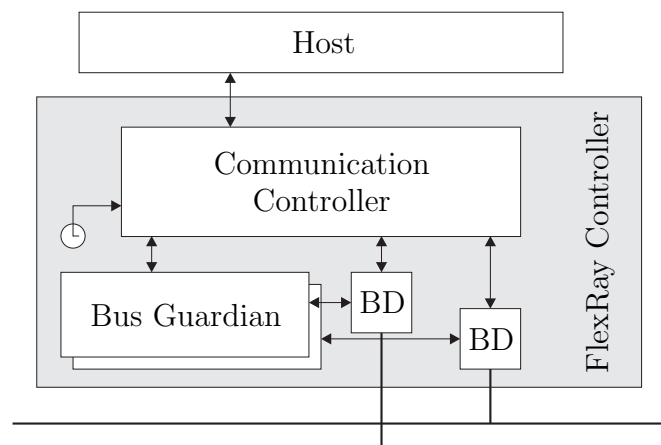 Host
Communication
Controller
FlexRay Controller
Bus Guardian
BD
BD